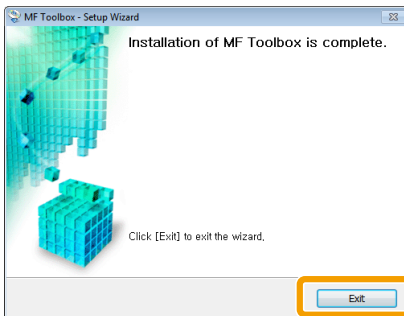 MF Toolbox - Setup Wizard
Installation of MF Toolbox is complete.
Click [Exit] to exit the wizard.
Exit